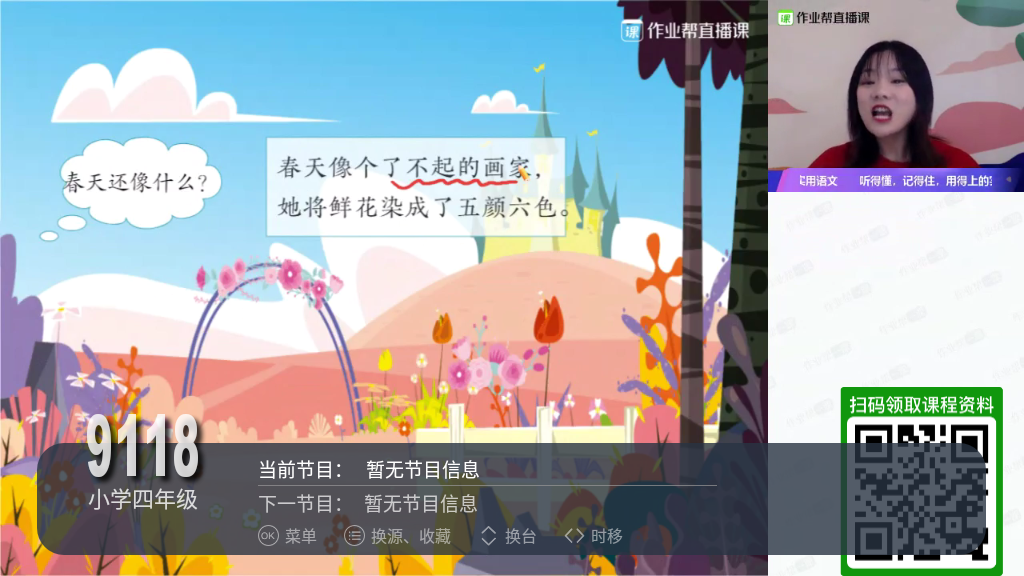 课 作业帮直播课
课 作业帮直播课
春天还像什么?
春天像个了不起的画家,
她将鲜花染成了五颜六色。
实用语文 听得懂,记得住,用得上的
扫码领取课程资料
9118
小学四年级
当前节目: 暂无节目信息
下一节目: 暂无节目信息
OK 菜单 换源、收藏 换台 时移